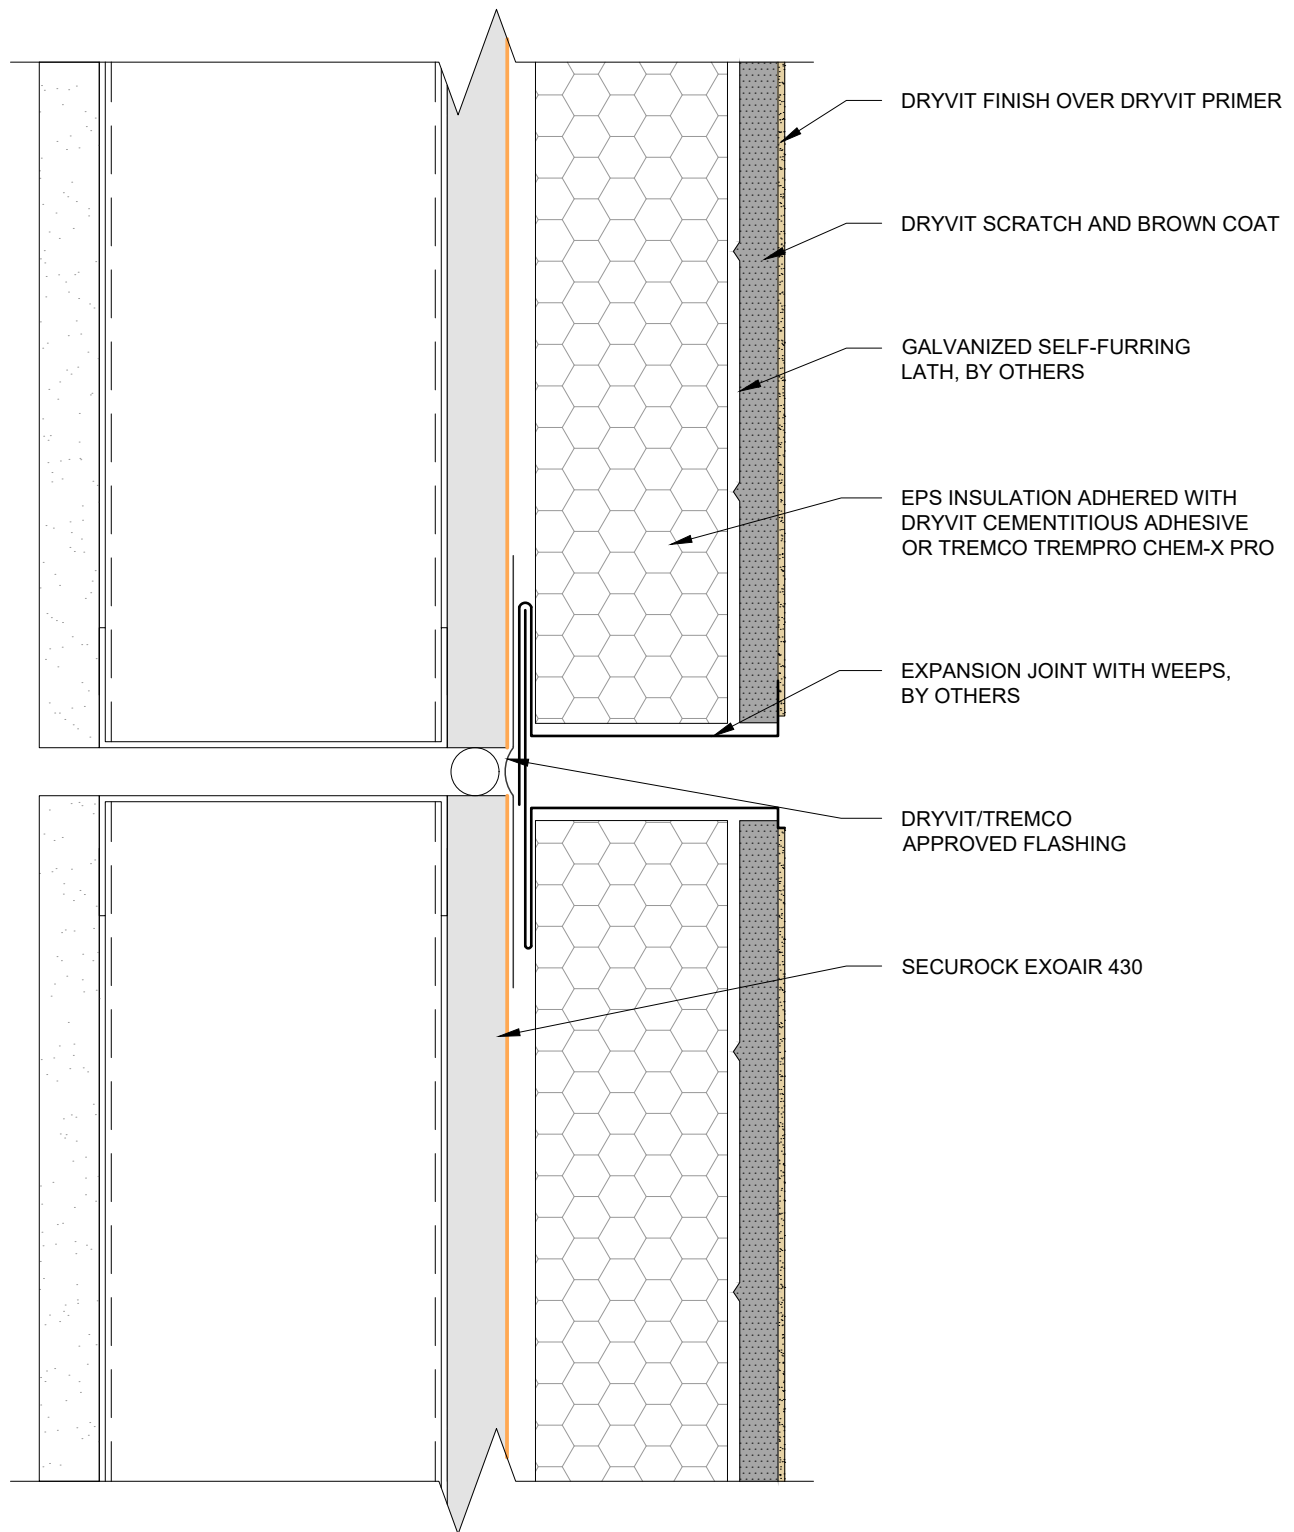 DRYVIT FINISH OVER DRYVIT PRIMER
DRYVIT SCRATCH AND BROWN COAT
GALVANIZED SELF-FURRING
LATH, BY OTHERS
EPS INSULATION ADHERED WITH
DRYVIT CEMENTITIOUS ADHESIVE
OR TREMCO TREMPRO CHEM-X PRO
EXPANSION JOINT WITH WEEPS,
BY OTHERS
DRYVIT/TREMCO
APPROVED FLASHING
SECUROCK EXOAIR 430